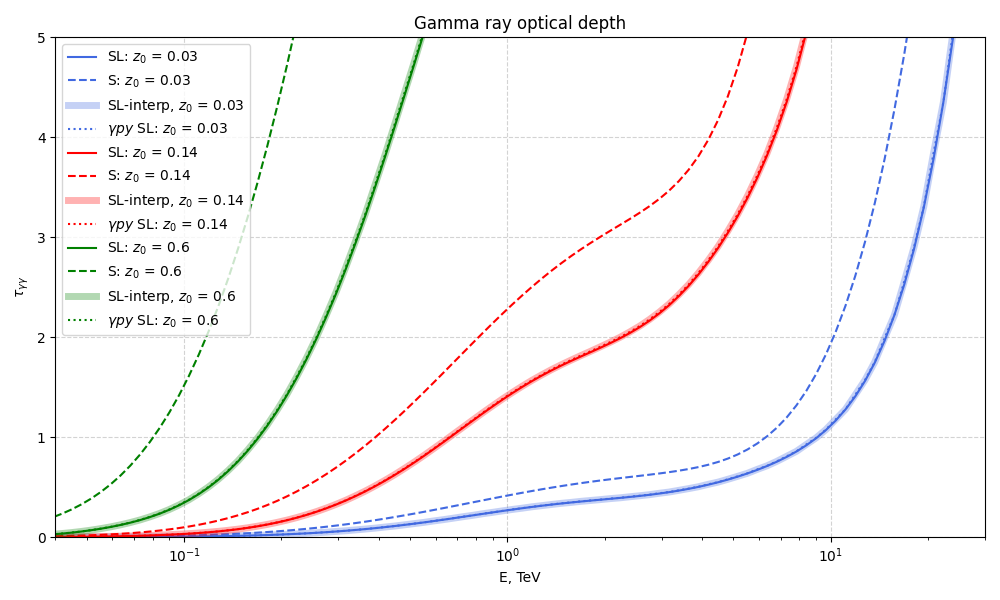 Gamma ray optical depth
5
4
3
2
1
0
τγγ
SL: z₀ = 0.03
S: z₀ = 0.03
SL-interp, z₀ = 0.03
γpy SL: z₀ = 0.03
SL: z₀ = 0.14
S: z₀ = 0.14
SL-interp, z₀ = 0.14
γpy SL: z₀ = 0.14
SL: z₀ = 0.6
S: z₀ = 0.6
SL-interp, z₀ = 0.6
γpy SL: z₀ = 0.6
10⁻¹ 10⁰ 10¹
E, TeV